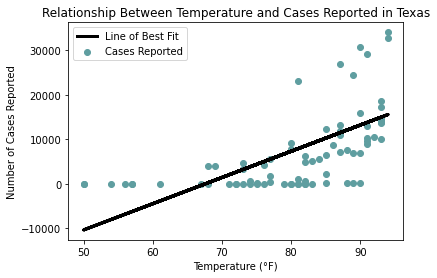 Relationship Between Temperature and Cases Reported in Texas
Line of Best Fit
Cases Reported
Number of Cases Reported
30000
20000
10000
0
−10000
50
60
70
80
90
Temperature (°F)